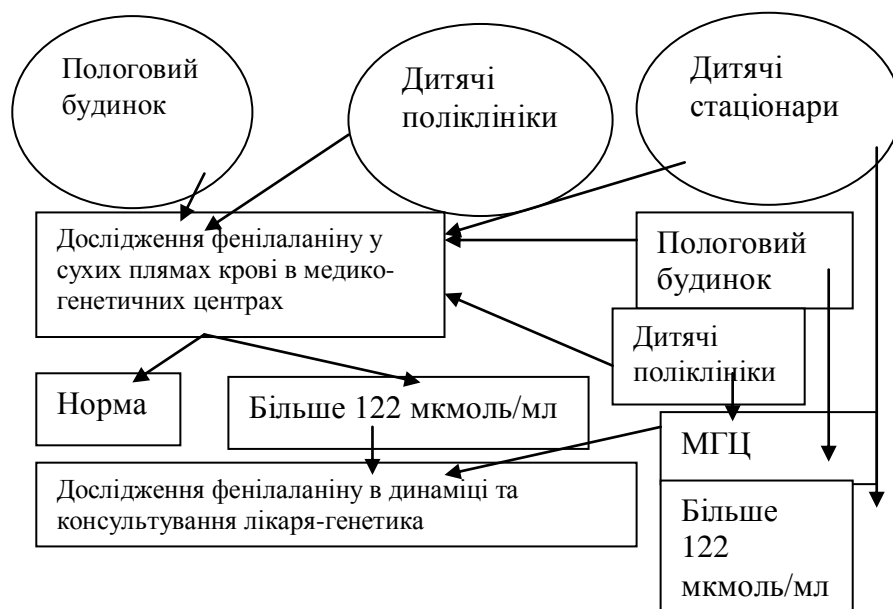 Пологовий
будинок
Дитячі
поліклініки
Дитячі
стаціонари
Дослідження фенілаланіну у
сухих плямах крові в медико-
генетичних центрах
Пологовий
будинок
Дитячі
поліклініки
Норма
Більше 122 мкмоль/мл
МГЦ
Дослідження фенілаланіну в динаміці та
консультування лікаря-генетика
Більше
122
мкмоль/мл